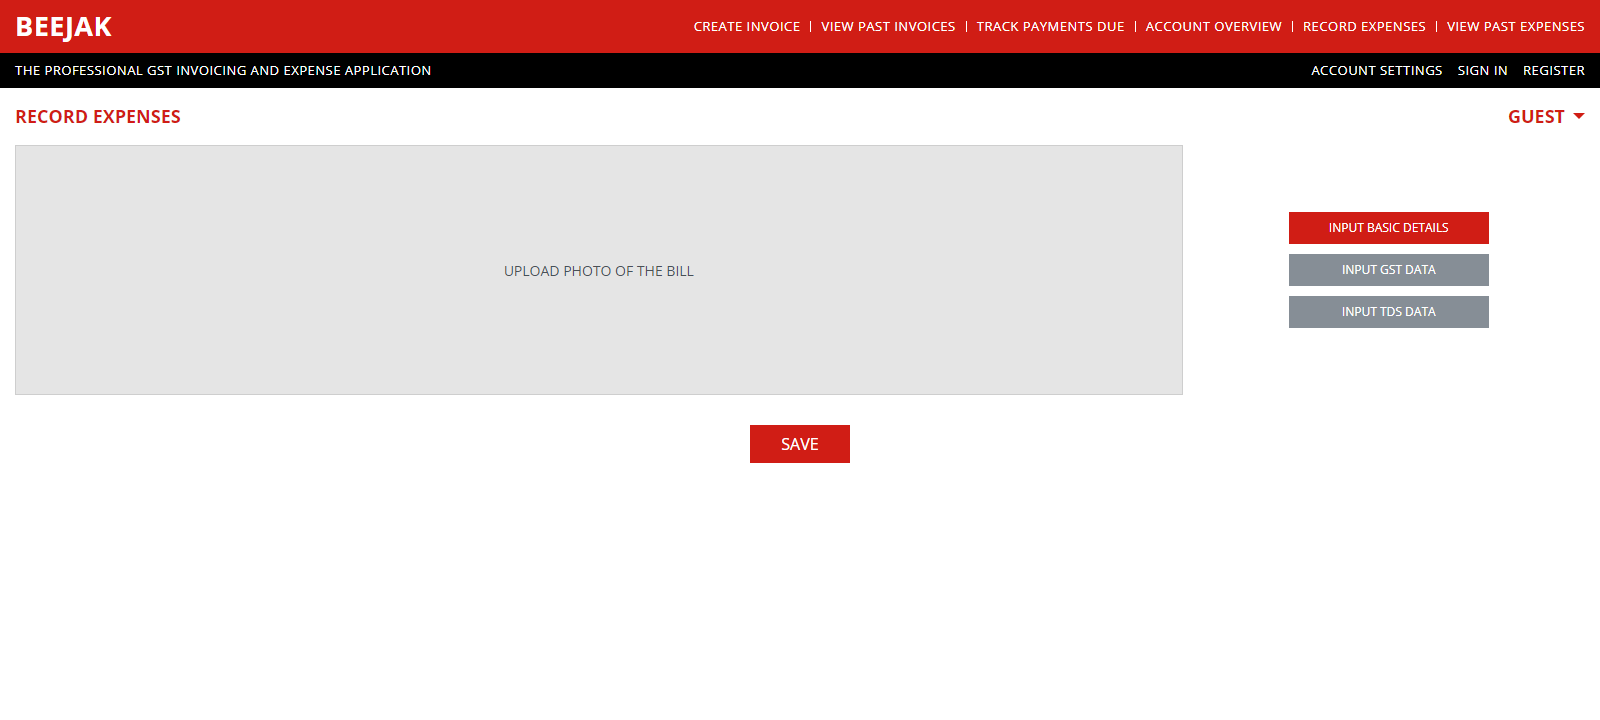 BEEJAK
CREATE INVOICE | VIEW PAST INVOICES | TRACK PAYMENTS DUE | ACCOUNT OVERVIEW | RECORD EXPENSES | VIEW PAST EXPENSES
THE PROFESSIONAL GST INVOICING AND EXPENSE APPLICATION
ACCOUNT SETTINGS SIGN IN REGISTER
RECORD EXPENSES
GUEST
UPLOAD PHOTO OF THE BILL
INPUT BASIC DETAILS
INPUT GST DATA
INPUT TDS DATA
SAVE